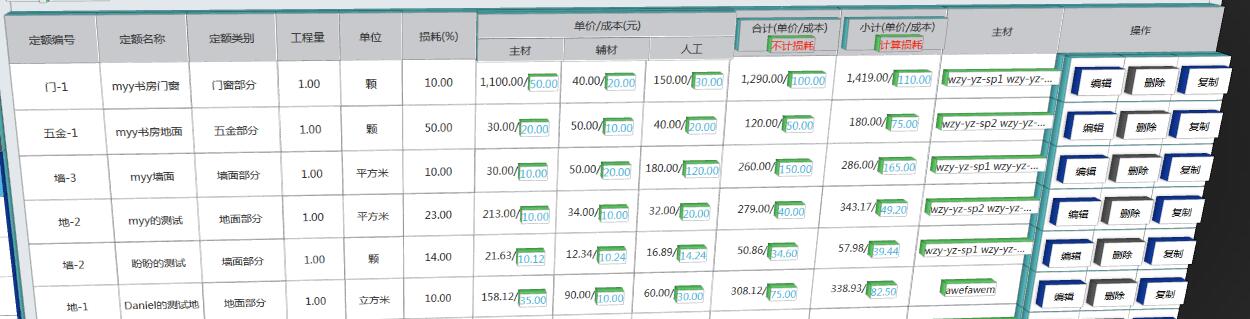 定额编号 定额名称 定额类别 工程量 单位 损耗(%) 单价/成本(元) 合计(单价/成本) 小计(单价/成本) 主材 操作
主材 辅材 人工 不计损耗 计算损耗
门-1 myy书房门窗 门窗部分 1.00 颗 10.00 1,100.00/50.00 40.00/20.00 150.00/30.00 1,290.00/100.00 1,419.00/110.00 wzy-yz-sp1 wzy-yz-... 编辑 删除 复制
五金-1 myy书房地面 五金部分 1.00 颗 50.00 30.00/20.00 50.00/10.00 40.00/20.00 120.00/50.00 180.00/75.00 wzy-yz-sp2 wzy-yz-... 编辑 删除 复制
墙-3 myy墙面 墙面部分 1.00 平方米 10.00 30.00/10.00 50.00/20.00 180.00/120.00 260.00/150.00 286.00/165.00 wzy-yz-sp1 wzy-yz-... 编辑 删除 复制
地-2 myy的测试 地面部分 1.00 平方米 23.00 213.00/10.00 34.00/10.00 32.00/20.00 279.00/40.00 343.17/49.20 wzy-yz-sp2 wzy-yz-... 编辑 删除 复制
墙-2 盼盼的测试 墙面部分 1.00 颗 14.00 21.63/10.12 12.34/10.24 16.89/14.24 50.86/34.60 57.98/39.44 wzy-yz-sp1 wzy-yz-... 编辑 删除 复制
地-1 Daniel的测试地 地面部分 1.00 立方米 10.00 158.12/35.00 90.00/10.00 60.00/30.00 308.12/75.00 338.93/82.50 awefawem 编辑 删除 复制